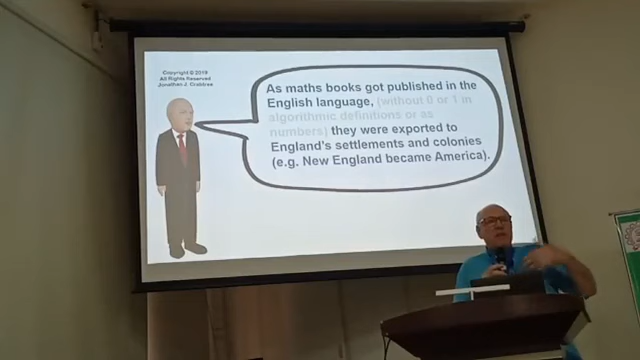 Copyright © 2019
All Rights Reserved
Jonathan J. Crabtree
As maths books got published in the
English language, (without 0 or 1 in
algorithmic definitions or as
numbers) they were exported to
England's settlements and colonies
(e.g. New England became America).